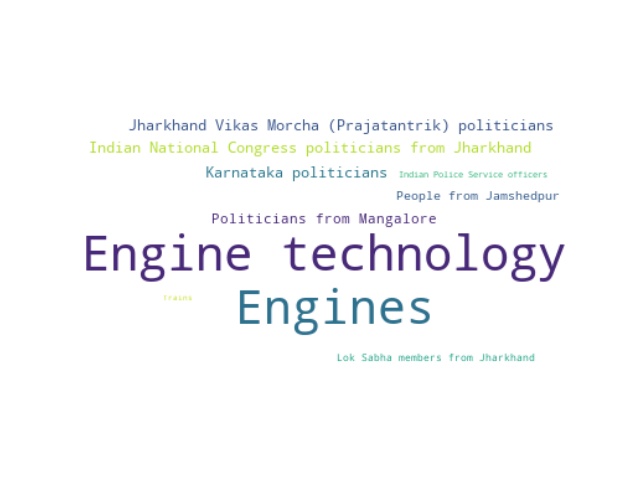 Jharkhand Vikas Morcha (Prajatantrik) politicians
Indian National Congress politicians from Jharkhand
Karnataka politicians Indian Police Service officers
People from Jamshedpur
Politicians from Mangalore
Engine technology
Engines
Lok Sabha members from Jharkhand